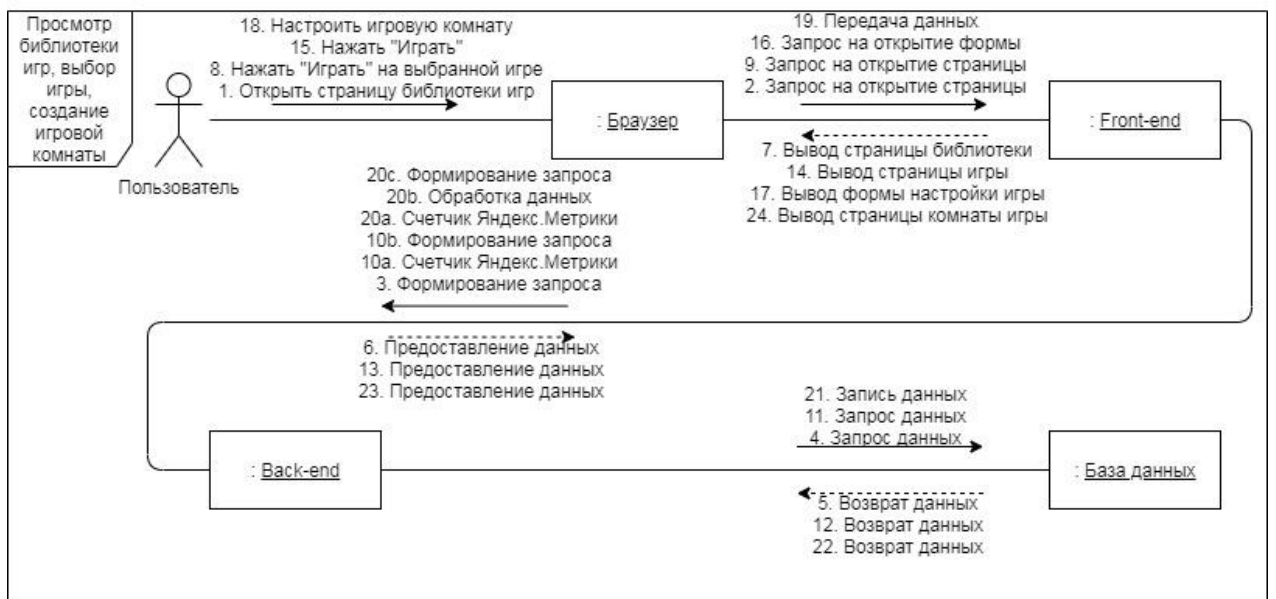 Просмотр
библиотеки
игр, выбор
игры,
создание
игровой
комнаты
Пользователь
18. Настроить игровую комнату
15. Нажать "Играть"
8. Нажать "Играть" на выбранной игре
1. Открыть страницу библиотеки игр
: Браузер
19. Передача данных
16. Запрос на открытие формы
9. Запрос на открытие страницы
2. Запрос на открытие страницы
: Front-end
7. Вывод страницы библиотеки
14. Вывод страницы игры
17. Вывод формы настройки игры
24. Вывод страницы комнаты игры
20c. Формирование запроса
20b. Обработка данных
20a. Счетчик Яндекс.Метрики
10b. Формирование запроса
10a. Счетчик Яндекс.Метрики
3. Формирование запроса
6. Предоставление данных
13. Предоставление данных
23. Предоставление данных
: Back-end
21. Запись данных
11. Запрос данных
4. Запрос данных
: База данных
5. Возврат данных
12. Возврат данных
22. Возврат данных